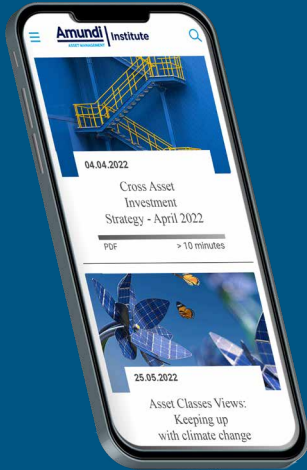 Amundi
ASSET MANAGEMENT
Institute
04.04.2022
Cross Asset
Investment
Strategy - April 2022
PDF > 10 minutes
25.05.2022
Asset Classes Views:
Keeping up
with climate change